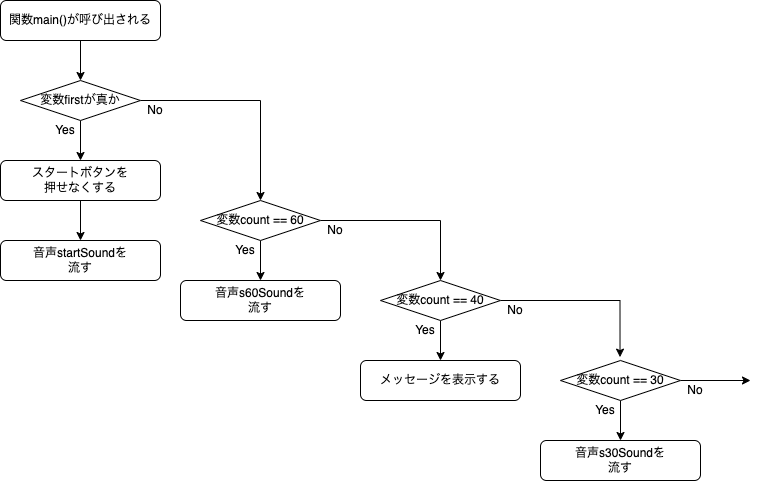 関数main()が呼び出される
変数firstが真か
No
Yes
スタートボタンを
押せなくする
変数count == 60
No
Yes
音声startSoundを
流す
音声s60Soundを
流す
変数count == 40
No
Yes
メッセージを表示する
変数count == 30
No
Yes
音声s30Soundを
流す